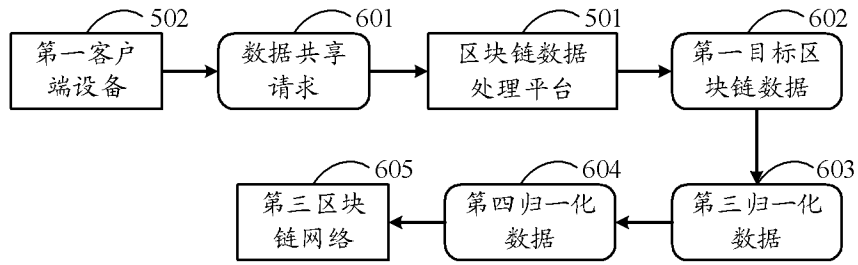 502
601
501
602
第一客户
端设备
数据共享
请求
区块链数据
处理平台
第一目标区
块链数据
605
604
603
第三区块
链网络
第四归一化
数据
第三归一化
数据